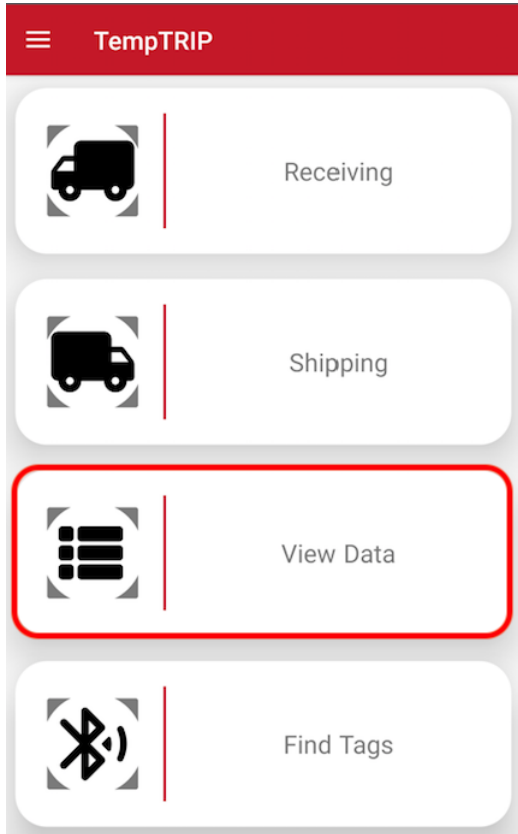 TempTRIP
Receiving
Shipping
View Data
Find Tags